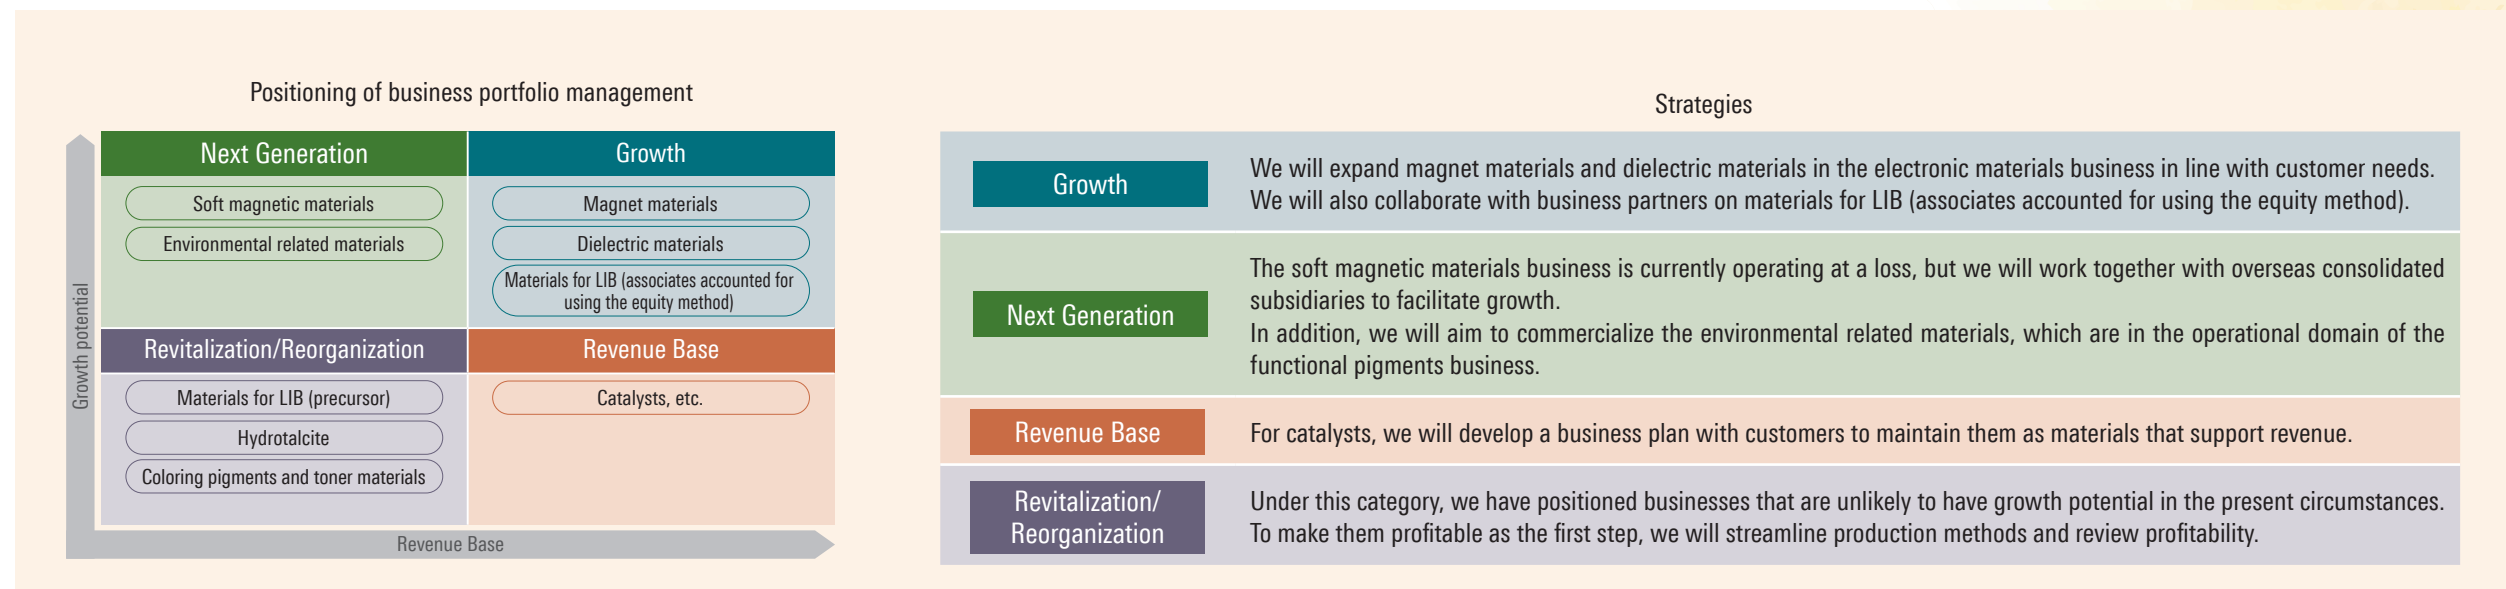 Positioning of business portfolio management
Growth potential
Next Generation
Soft magnetic materials
Environmental related materials
Growth
Magnet materials
Dielectric materials
Materials for LIB (associates accounted for
using the equity method)
Revitalization/Reorganization
Materials for LIB (precursor)
Hydrotalcite
Coloring pigments and toner materials
Revenue Base
Catalysts, etc.
Revenue Base
Strategies
Growth
We will expand magnet materials and dielectric materials in the electronic materials business in line with customer needs.
We will also collaborate with business partners on materials for LIB (associates accounted for using the equity method).
Next Generation
The soft magnetic materials business is currently operating at a loss, but we will work together with overseas consolidated
subsidiaries to facilitate growth.
In addition, we will aim to commercialize the environmental related materials, which are in the operational domain of the
functional pigments business.
Revenue Base
For catalysts, we will develop a business plan with customers to maintain them as materials that support revenue.
Revitalization/
Reorganization
Under this category, we have positioned businesses that are unlikely to have growth potential in the present circumstances.
To make them profitable as the first step, we will streamline production methods and review profitability.